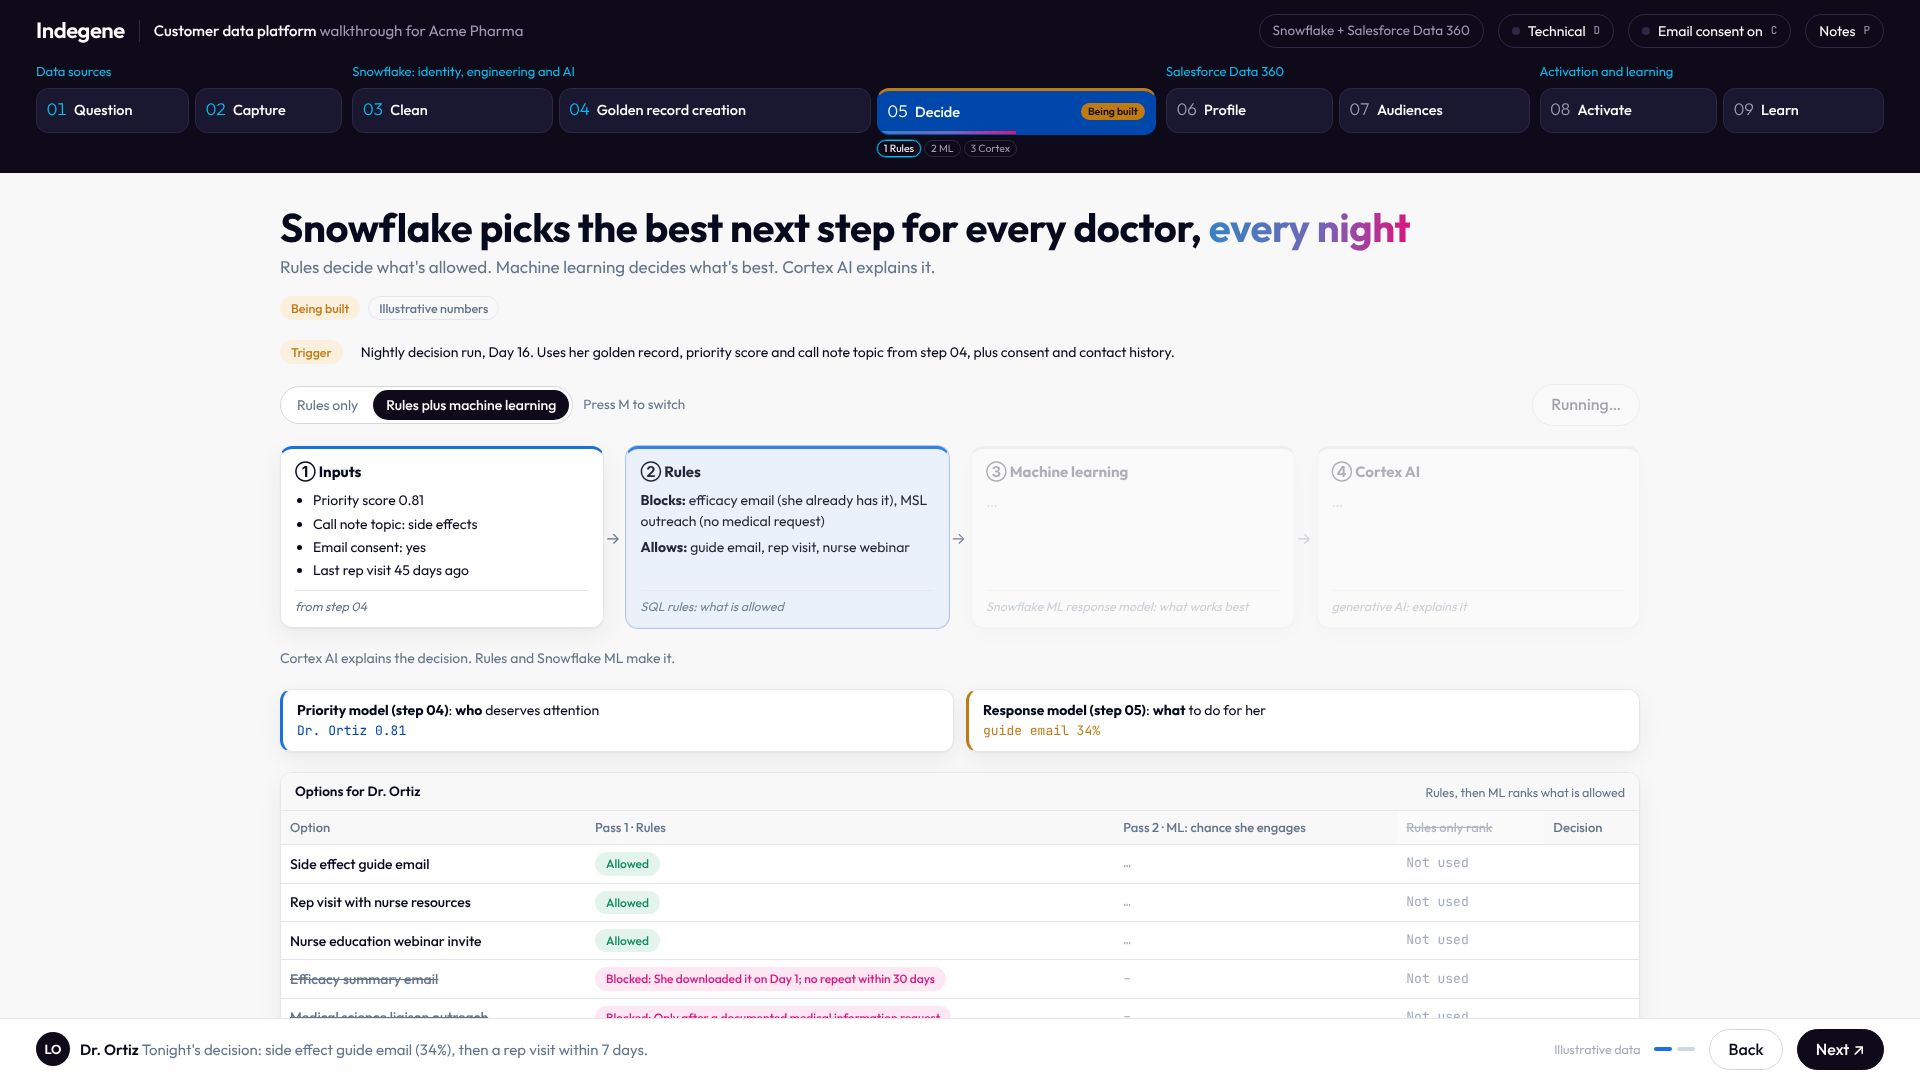 Indegene
Customer data platform walkthrough for Acme Pharma
Snowflake + Salesforce Data 360
Technical D
Email consent on C
Notes P
Data sources
Snowflake: identity, engineering and AI
Salesforce Data 360
Activation and learning
01 Question
02 Capture
03 Clean
04 Golden record creation
05 Decide Being built
06 Profile
07 Audiences
08 Activate
09 Learn
1 Rules
2 ML
3 Cortex
Snowflake picks the best next step for every doctor, every night
Rules decide what's allowed. Machine learning decides what's best. Cortex AI explains it.
Being built
Illustrative numbers
Trigger Nightly decision run, Day 16. Uses her golden record, priority score and call note topic from step 04, plus consent and contact history.
Rules only
Rules plus machine learning
Press M to switch
Running...
1 Inputs
• Priority score 0.81
• Call note topic: side effects
• Email consent: yes
• Last rep visit 45 days ago
from step 04
→
2 Rules
Blocks: efficacy email (she already has it), MSL
outreach (no medical request)
Allows: guide email, rep visit, nurse webinar
SQL rules: what is allowed
→
3 Machine learning
...
Snowflake ML response model: what works best
→
4 Cortex AI
...
generative AI: explains it
Cortex AI explains the decision. Rules and Snowflake ML make it.
Priority model (step 04): who deserves attention
Dr. Ortiz 0.81
Response model (step 05): what to do for her
guide email 34%
Options for Dr. Ortiz
Rules, then ML ranks what is allowed
Option Pass 1 · Rules Pass 2 · ML: chance she engages Rules only rank Decision
Side effect guide email Allowed … Not used
Rep visit with nurse resources Allowed … Not used
Nurse education webinar invite Allowed … Not used
Efficacy summary email Blocked: She downloaded it on Day 1; no repeat within 30 days – Not used
Medical science liaison outreach Blocked: Only after a documented medical information request – Not used
LO
Dr. Ortiz Tonight's decision: side effect guide email (34%), then a rep visit within 7 days.
Illustrative data
Back
Next ↗